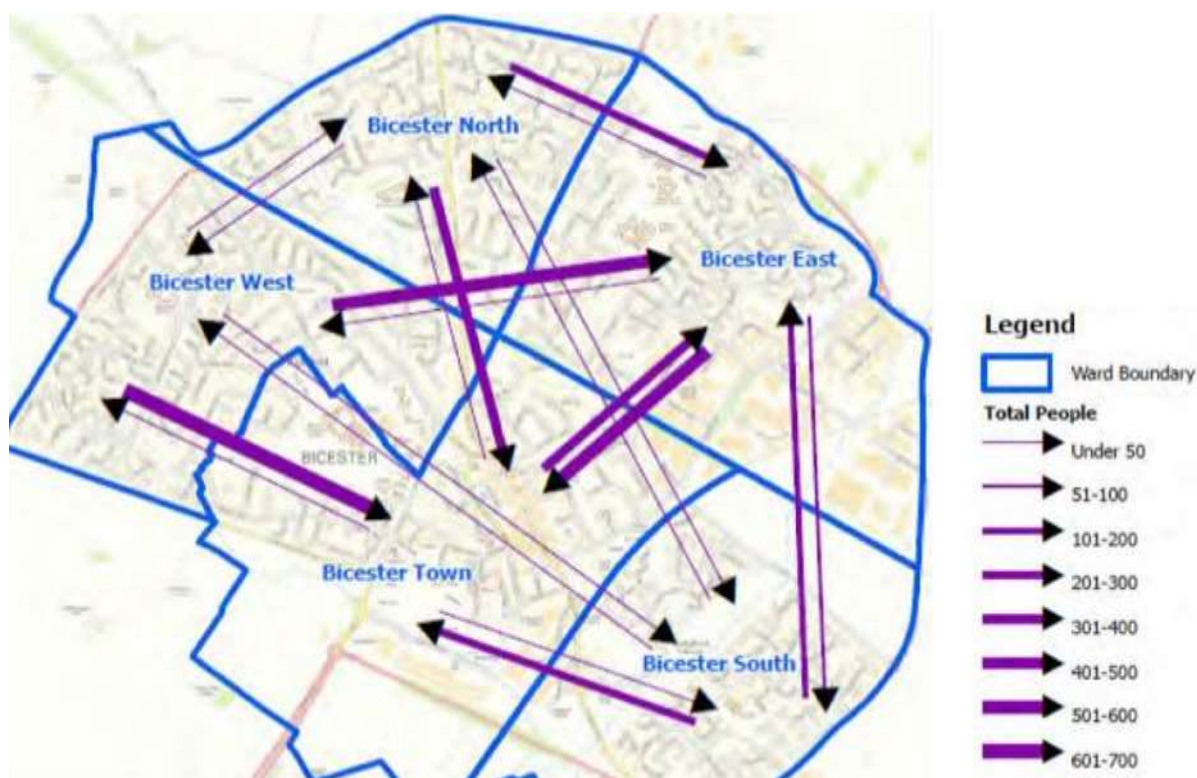 Bicester North
Bicester East
Bicester West
BICESTER
Bicester Town
Bicester South
Legend
Ward Boundary
Total People
Under 50
51-100
101-200
201-300
301-400
401-500
501-600
601-700